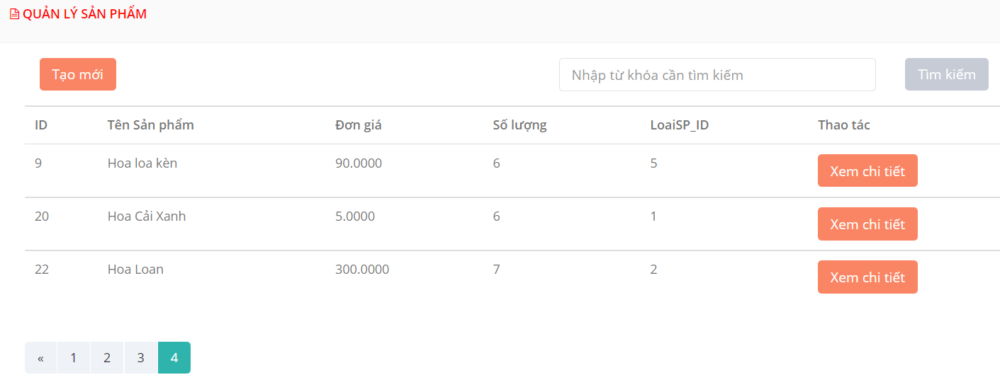 QUẢN LÝ SẢN PHẨM
Tạo mới Nhập từ khóa cần tìm kiếm Tìm kiếm
ID Tên Sản phẩm Đơn giá Số lượng LoaiSP_ID Thao tác
9 Hoa loa kèn 90.0000 6 5 Xem chi tiết
20 Hoa Cải Xanh 5.0000 6 1 Xem chi tiết
22 Hoa Loan 300.0000 7 2 Xem chi tiết
« 1 2 3 4